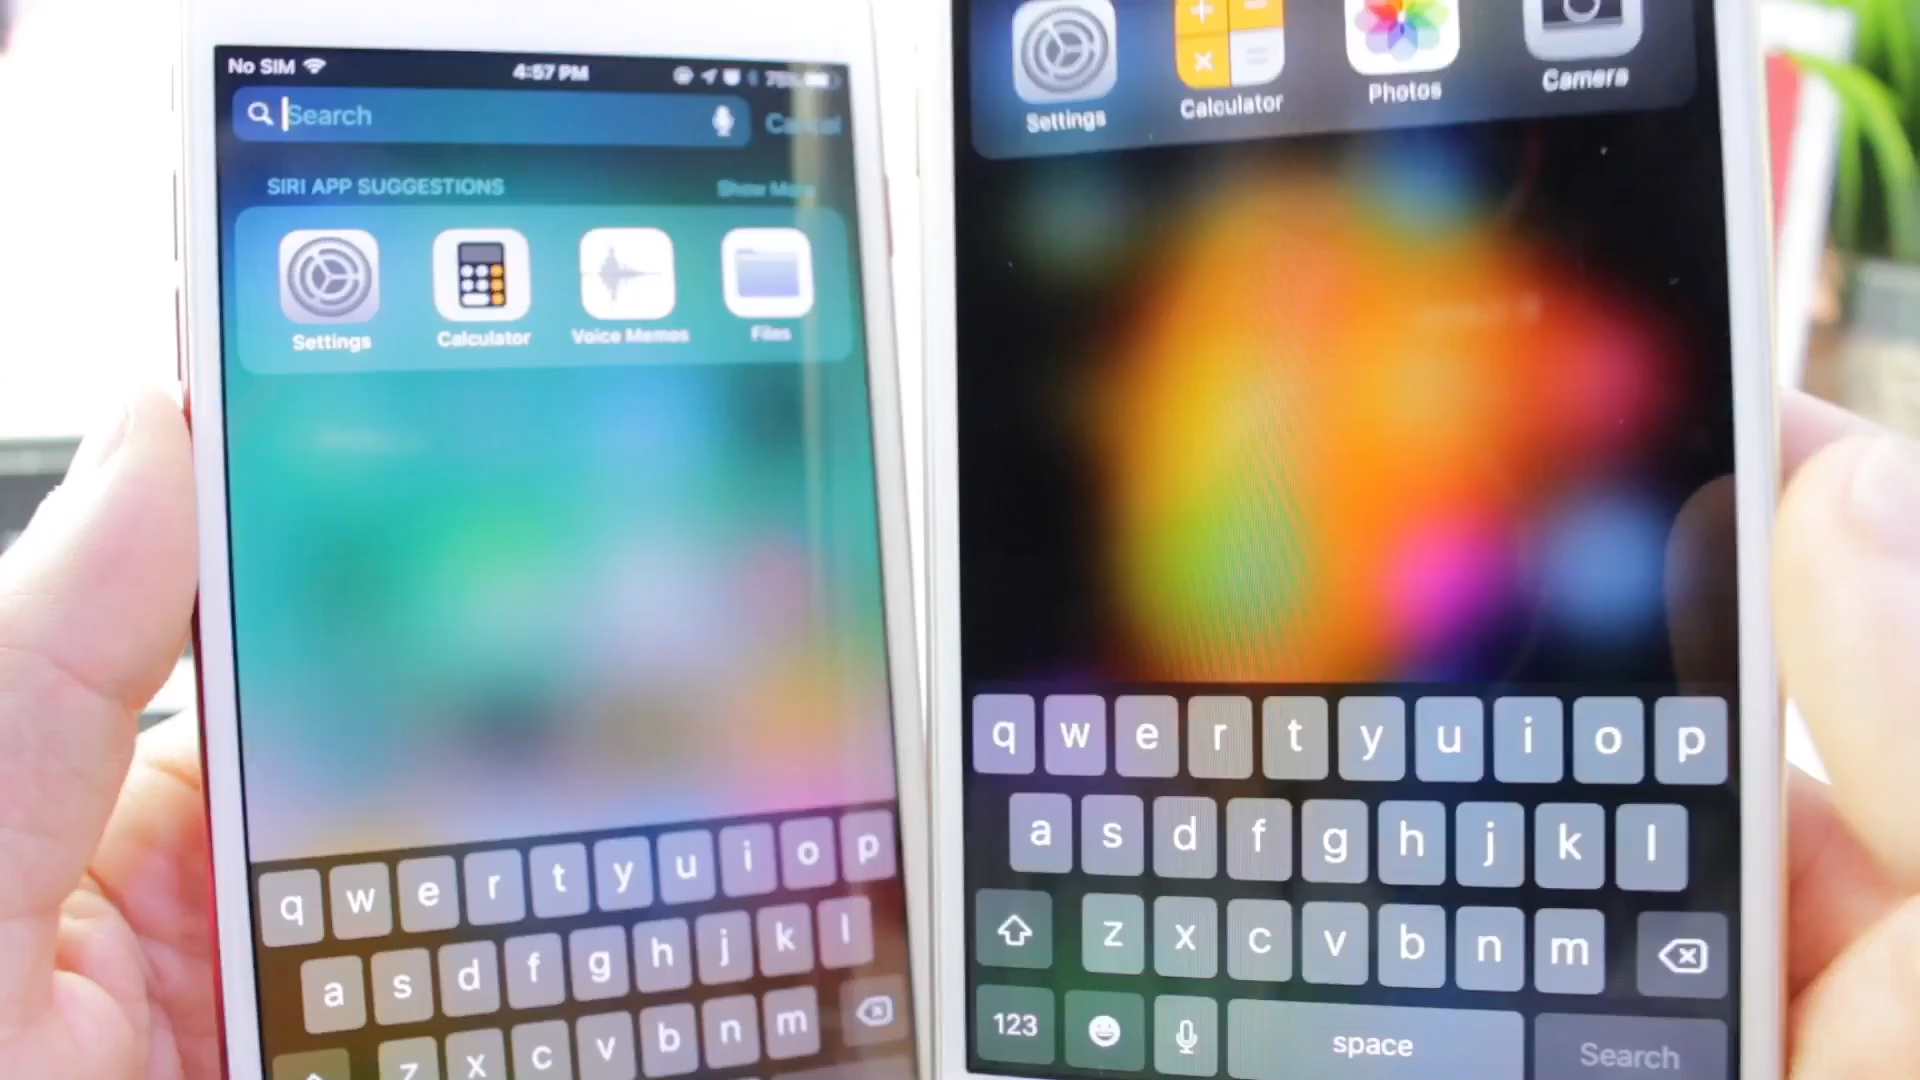 No SIM 4:57 PM 75%
Search Cancel
SIRI APP SUGGESTIONS Show More
Settings Calculator Voice Memos Files
q w e r t y u i o p
a s d f g h j k l
z x c v b n m
Settings Calculator Photos Camera
q w e r t y u i o p
a s d f g h j k l
z x c v b n m
123 space Search